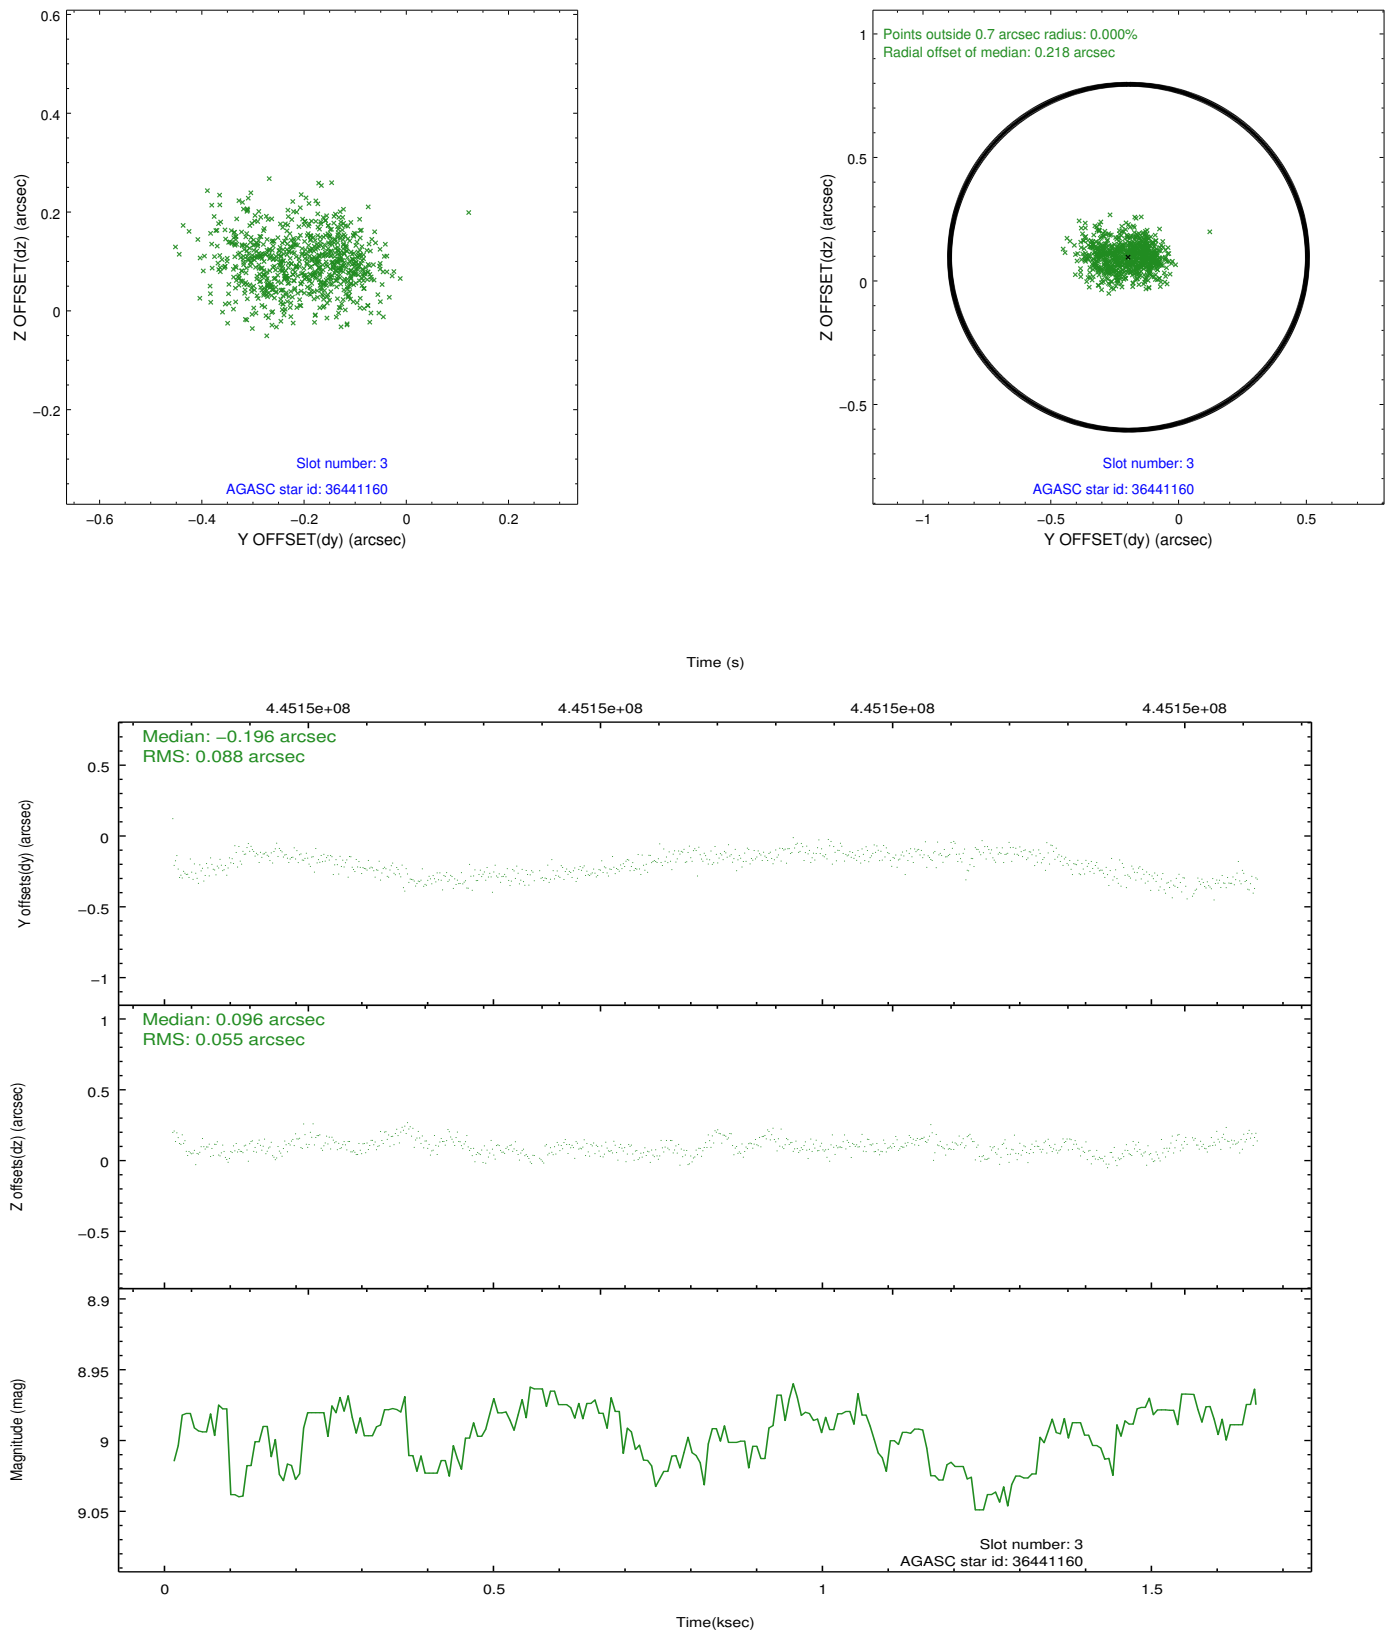 0.6
0.4
0.2
0
−0.2
Z OFFSET(dz) (arcsec)
Slot number: 3
AGASC star id: 36441160
−0.6 −0.4 −0.2 0 0.2
Y OFFSET(dy) (arcsec)
Points outside 0.7 arcsec radius: 0.000%
Radial offset of median: 0.218 arcsec
1
0.5
0
−0.5
Z OFFSET(dz) (arcsec)
Slot number: 3
AGASC star id: 36441160
−1 −0.5 0 0.5
Y OFFSET(dy) (arcsec)
Time (s)
4.4515e+08 4.4515e+08 4.4515e+08 4.4515e+08
Median: −0.196 arcsec
RMS: 0.088 arcsec
0.5
0
−0.5
−1
Y offsets(dy) (arcsec)
Median: 0.096 arcsec
RMS: 0.055 arcsec
1
0.5
0
−0.5
Z offsets(dz) (arcsec)
8.9
8.95
9
9.05
Magnitude (mag)
Slot number: 3
AGASC star id: 36441160
0 0.5 1 1.5
Time(ksec)